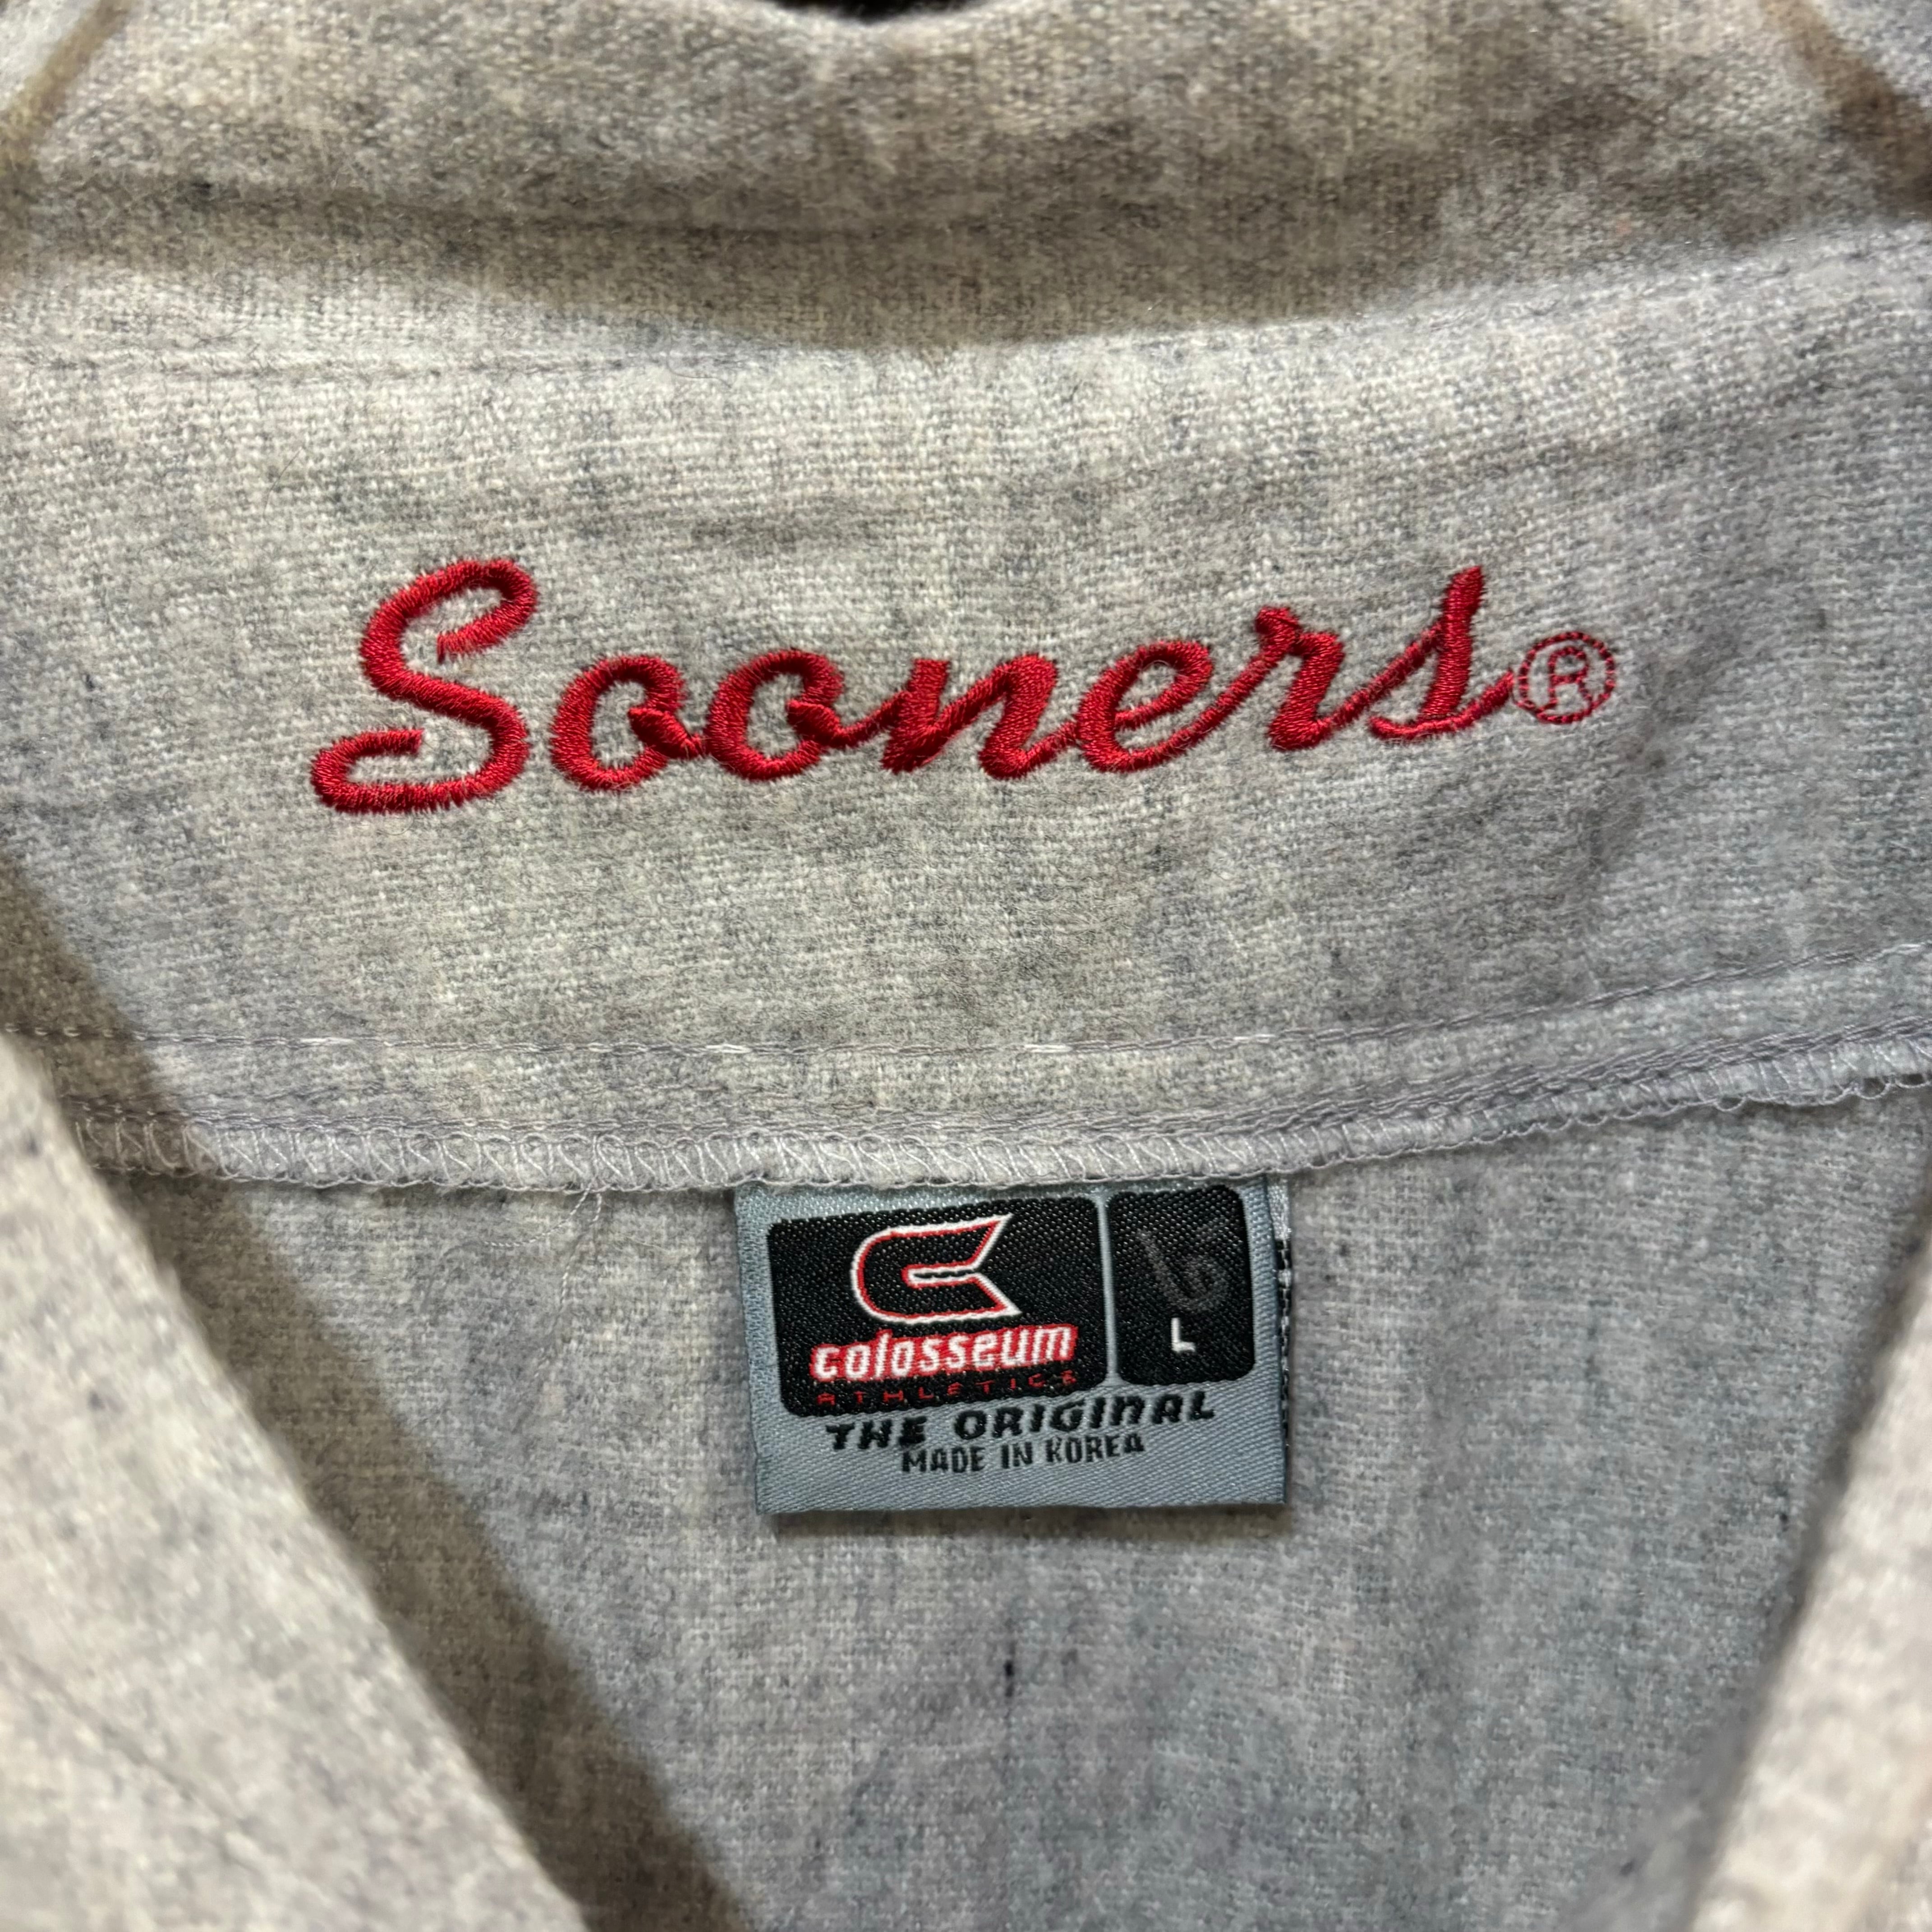 Sooners®
L
colosseum
ATHLETICS
THE ORIGINAL
MADE IN KOREA